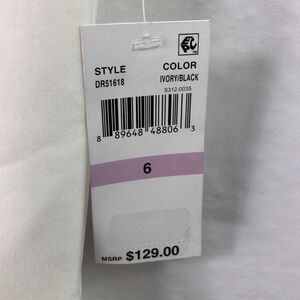 STYLE COLOR
DR51618 IVORY/BLACK
S312-0035
8 89648 48806 3
6
MSRP $129.00